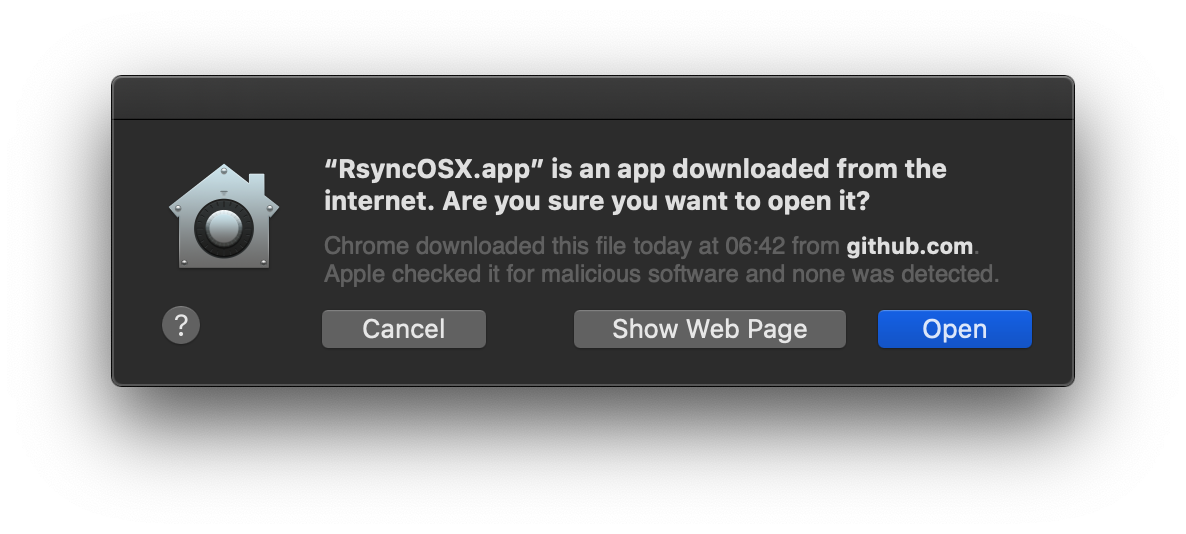 “RsyncOSX.app” is an app downloaded from the
internet. Are you sure you want to open it?
Chrome downloaded this file today at 06:42 from github.com.
Apple checked it for malicious software and none was detected.
?
Cancel
Show Web Page
Open